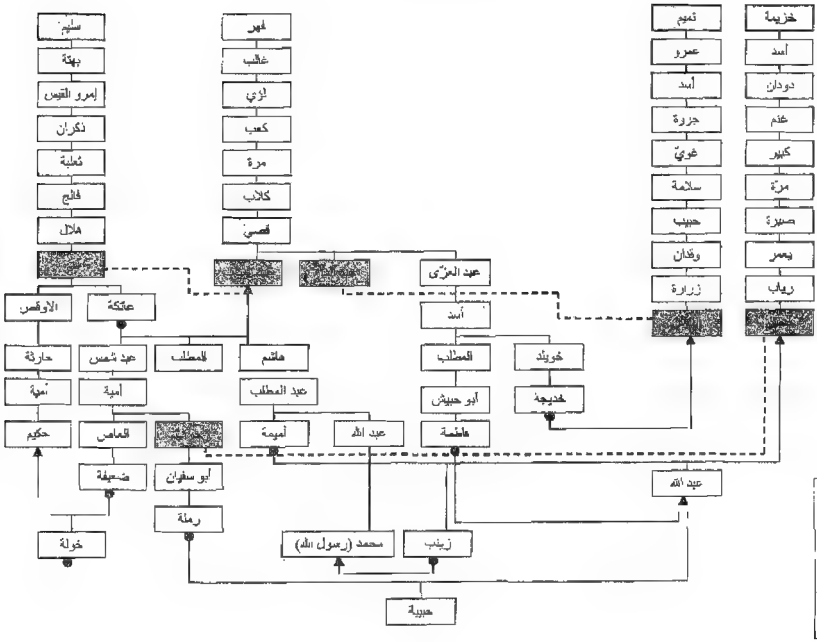 خزيمة
تميم
فهر
سليم
أسد
عمرو
غالب
بهثة
دودان
أسد
لؤي
إمرو القيس
غنم
جروة
كعب
ذكران
كبير
غويّ
مرة
ثعلبة
مرّة
سلامة
كلاب
فالج
صبرة
حبيب
قصيّ
هلال
يعمر
وقدان
عبد العزّى
رياب
زرارة
أسد
عاتكة
الاوقص
خويلد
المطلب
هاشم
المطلب
عبد شمس
حارثة
خديجة
أبو حبيش
عبد المطلب
أمية
أمية
فاطمة
عبد الله
أميمة
العاص
حكيم
عبد الله
أبو سفيان
ضعيفة
رملة
زينب
محمد (رسول الله)
خولة
حبيبة